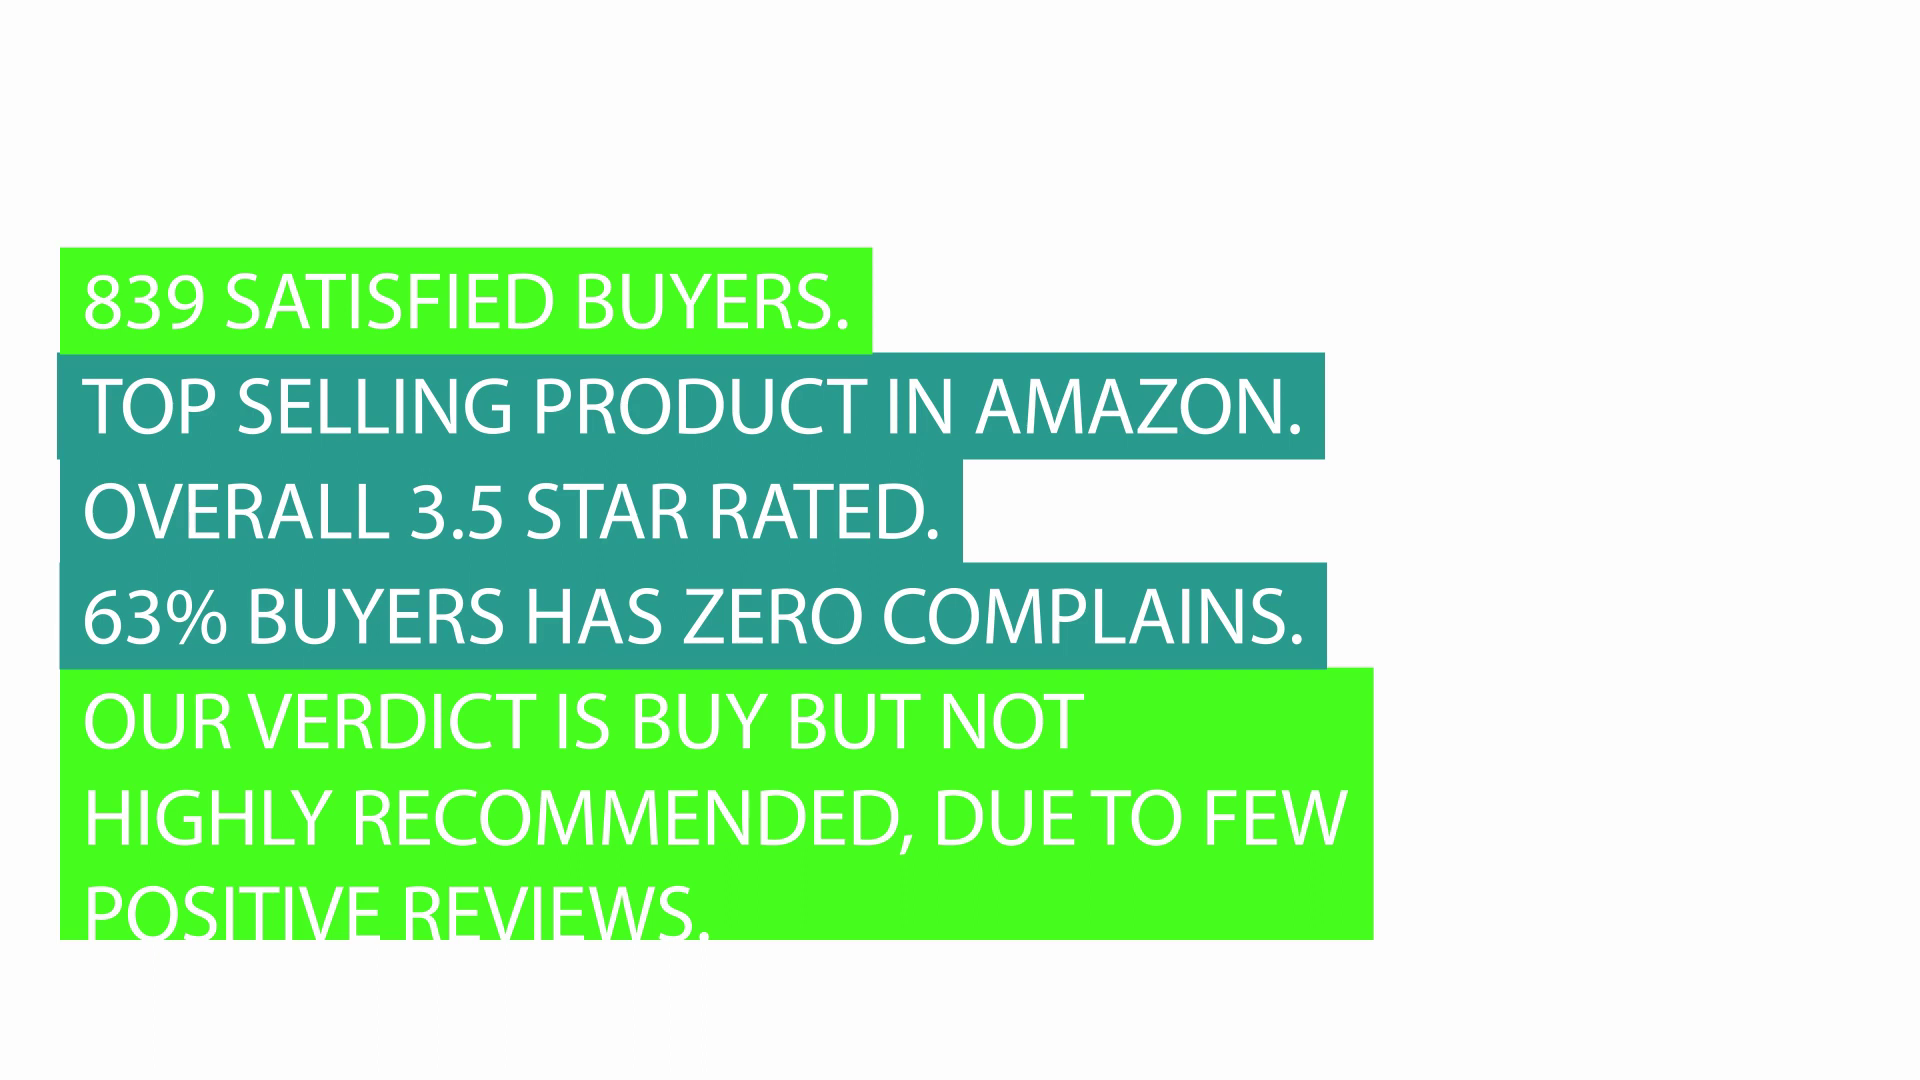 839 SATISFIED BUYERS.
TOP SELLING PRODUCT IN AMAZON.
OVERALL 3.5 STAR RATED.
63% BUYERS HAS ZERO COMPLAINS.
OUR VERDICT IS BUY BUT NOT
HIGHLY RECOMMENDED, DUE TO FEW
POSITIVE REVIEWS.